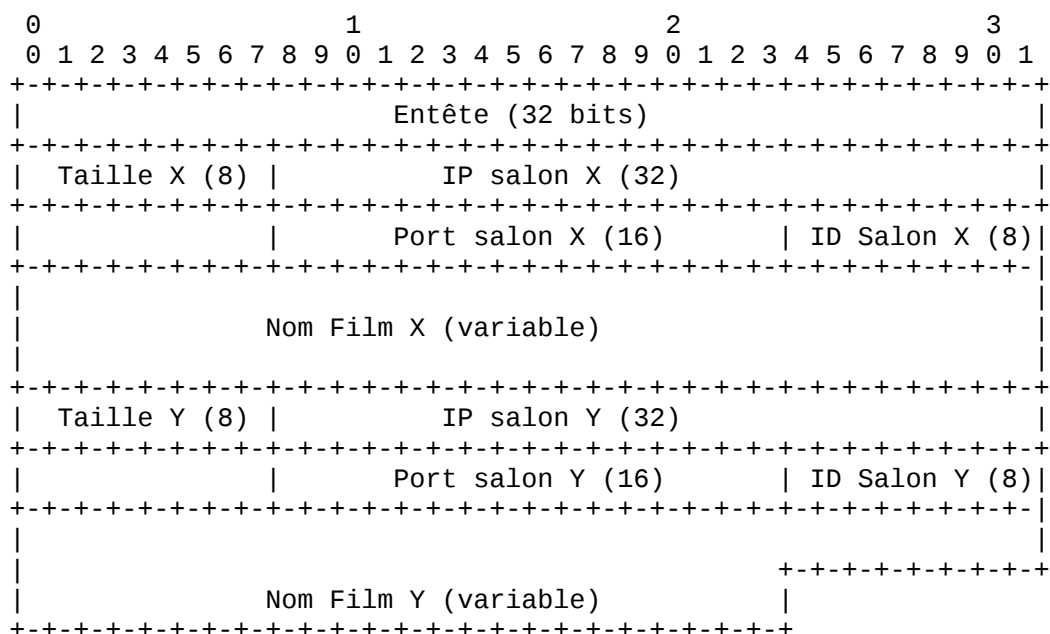 0                   1                   2                   3
0 1 2 3 4 5 6 7 8 9 0 1 2 3 4 5 6 7 8 9 0 1 2 3 4 5 6 7 8 9 0 1
+-+-+-+-+-+-+-+-+-+-+-+-+-+-+-+-+-+-+-+-+-+-+-+-+-+-+-+-+-+-+-+-+
|                       Entête (32 bits)                        |
+-+-+-+-+-+-+-+-+-+-+-+-+-+-+-+-+-+-+-+-+-+-+-+-+-+-+-+-+-+-+-+-+
|  Taille X (8) |          IP salon X (32)                      |
+-+-+-+-+-+-+-+-+-+-+-+-+-+-+-+-+-+-+-+-+-+-+-+-+-+-+-+-+-+-+-+-+
|               |       Port salon X (16)       | ID Salon X (8)|
+-+-+-+-+-+-+-+-+-+-+-+-+-+-+-+-+-+-+-+-+-+-+-+-+-+-+-+-+-+-+-+-|
|                                                               |
|               Nom Film X (variable)                           |
|                                                               |
+-+-+-+-+-+-+-+-+-+-+-+-+-+-+-+-+-+-+-+-+-+-+-+-+-+-+-+-+-+-+-+-+
|  Taille Y (8) |          IP salon Y (32)                      |
+-+-+-+-+-+-+-+-+-+-+-+-+-+-+-+-+-+-+-+-+-+-+-+-+-+-+-+-+-+-+-+-+
|               |       Port salon Y (16)       | ID Salon Y (8)|
+-+-+-+-+-+-+-+-+-+-+-+-+-+-+-+-+-+-+-+-+-+-+-+-+-+-+-+-+-+-+-+-|
|                                                               |
|                                               +-+-+-+-+-+-+-+-+
|               Nom Film Y (variable)           |
+-+-+-+-+-+-+-+-+-+-+-+-+-+-+-+-+-+-+-+-+-+-+-+-+